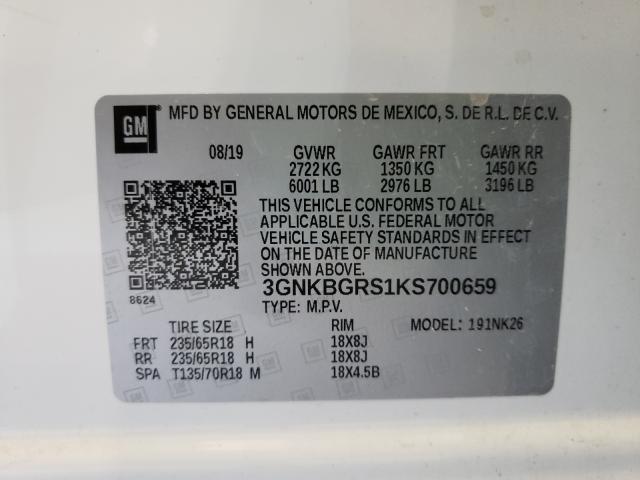 GM
MFD BY GENERAL MOTORS DE MEXICO, S. DE R.L. DE C.V.
08/19 GVWR GAWR FRT GAWR RR
2722 KG 1350 KG 1450 KG
6001 LB 2976 LB 3196 LB
THIS VEHICLE CONFORMS TO ALL
APPLICABLE U.S. FEDERAL MOTOR
VEHICLE SAFETY STANDARDS IN EFFECT
ON THE DATE OF MANUFACTURE
SHOWN ABOVE.
8624 3GNKBGRS1KS700659
TYPE: M.P.V.
TIRE SIZE RIM MODEL: 191NK26
FRT 235/65R18 H 18X8J
RR 235/65R18 H 18X8J
SPA T135/70R18 M 18X4.5B